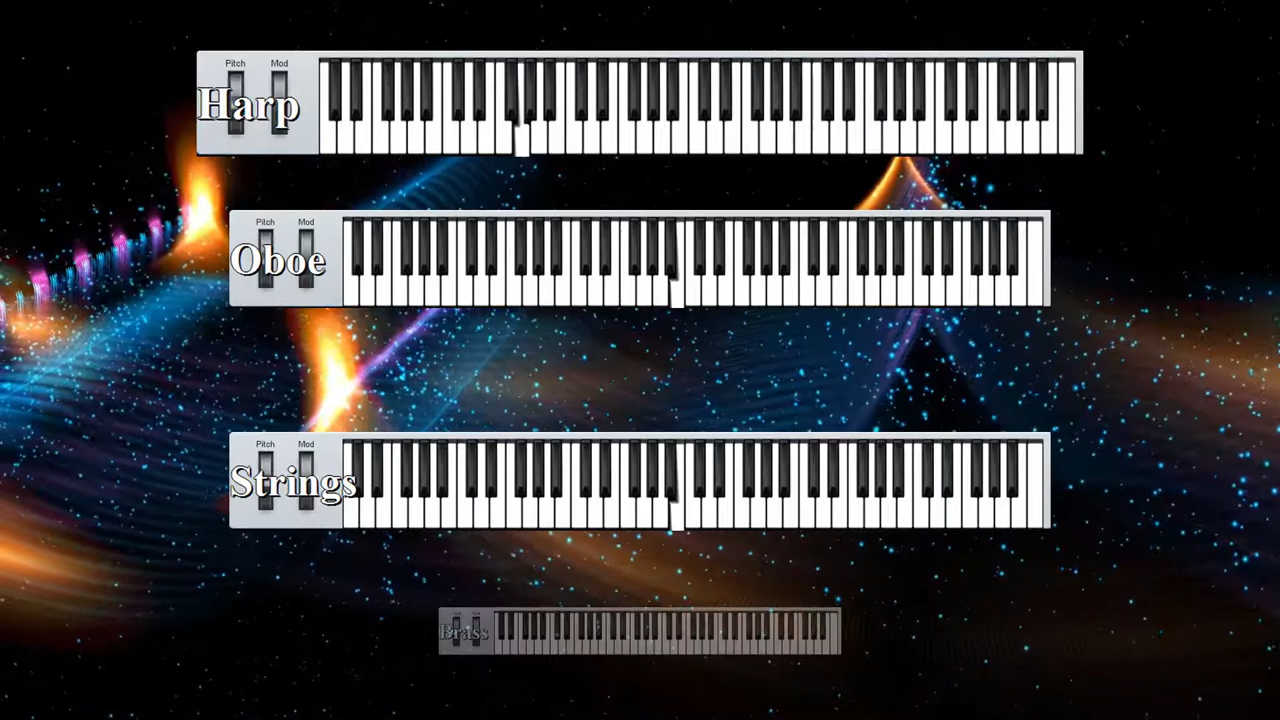 Pitch Mod
Harp
Pitch Mod
Oboe
Pitch Mod
Strings
Brass